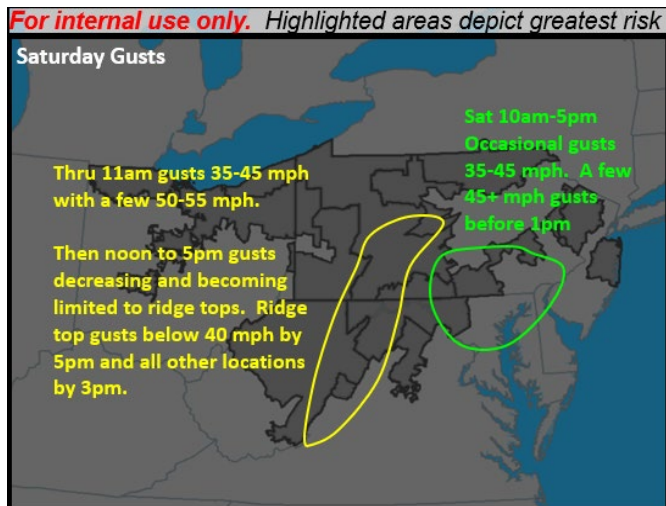 For internal use only. Highlighted areas depict greatest risk
Saturday Gusts
Thru 11am gusts 35-45 mph
with a few 50-55 mph.
Then noon to 5pm gusts
decreasing and becoming
limited to ridge tops. Ridge
top gusts below 40 mph by
5pm and all other locations
by 3pm.
Sat 10am-5pm
Occasional gusts
35-45 mph. A few
45+ mph gusts
before 1pm